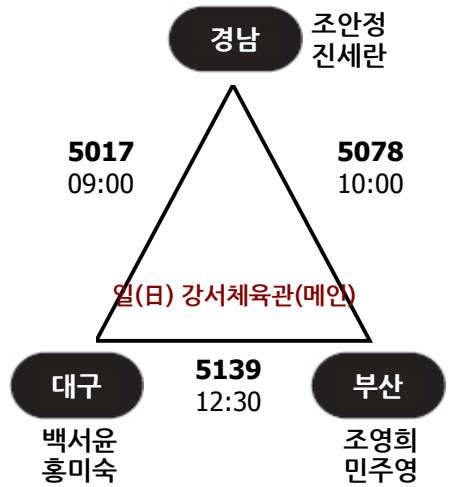 경남
조안정
진세란
5017
09:00
5078
10:00
일(日) 강서체육관(메인)
대구
5139
12:30
부산
백서윤
홍미숙
조영희
민주영